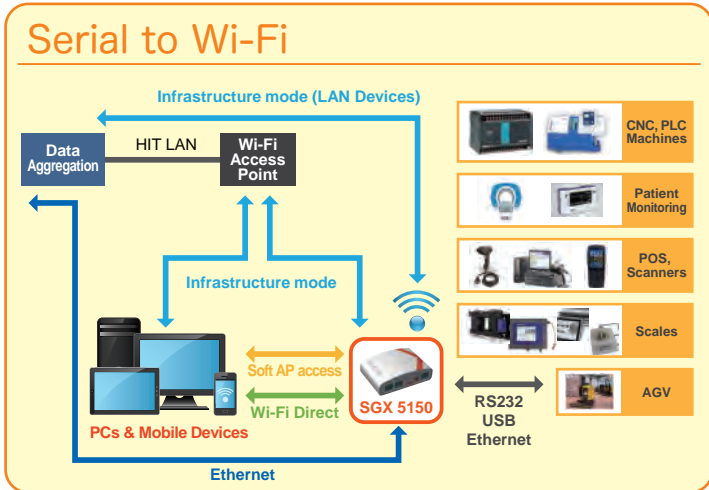 Serial to Wi-Fi
Infrastructure mode (LAN Devices)
Data
Aggregation
HIT LAN
Wi-Fi
Access
Point
Infrastructure mode
Soft AP access
Wi-Fi Direct
PCs & Mobile Devices
SGX 5150
Ethernet
RS232
USB
Ethernet
CNC, PLC
Machines
Patient
Monitoring
POS,
Scanners
Scales
AGV